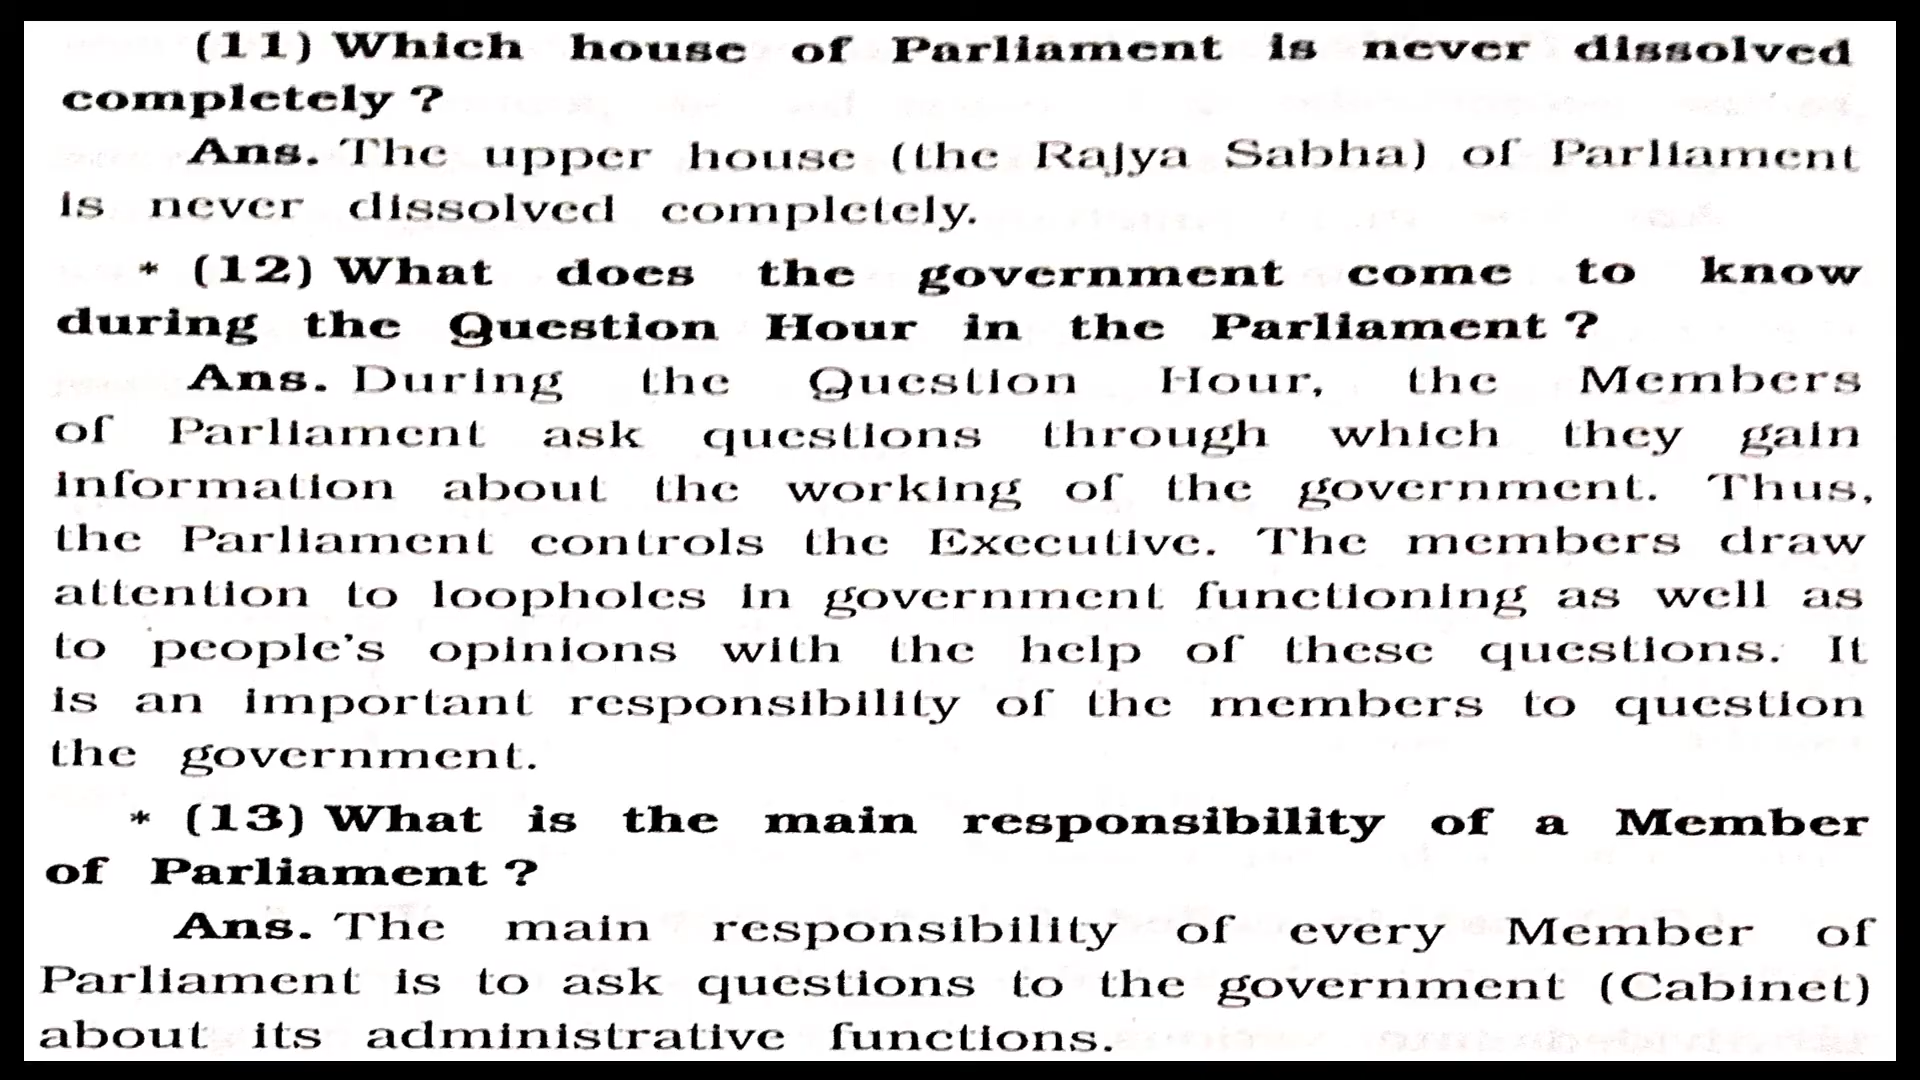 (11) Which house of Parliament is never dissolved
completely ?
Ans. The upper house (the Rajya Sabha) of Parliament
is never dissolved completely.
* (12) What does the government come to know
during the Question Hour in the Parliament ?
Ans. During the Question Hour, the Members
of Parliament ask questions through which they gain
information about the working of the government. Thus,
the Parliament controls the Executive. The members draw
attention to loopholes in government functioning as well as
to people's opinions with the help of these questions. It
is an important responsibility of the members to question
the government.
* (13) What is the main responsibility of a Member
of Parliament ?
Ans. The main responsibility of every Member of
Parliament is to ask questions to the government (Cabinet)
about its administrative functions.